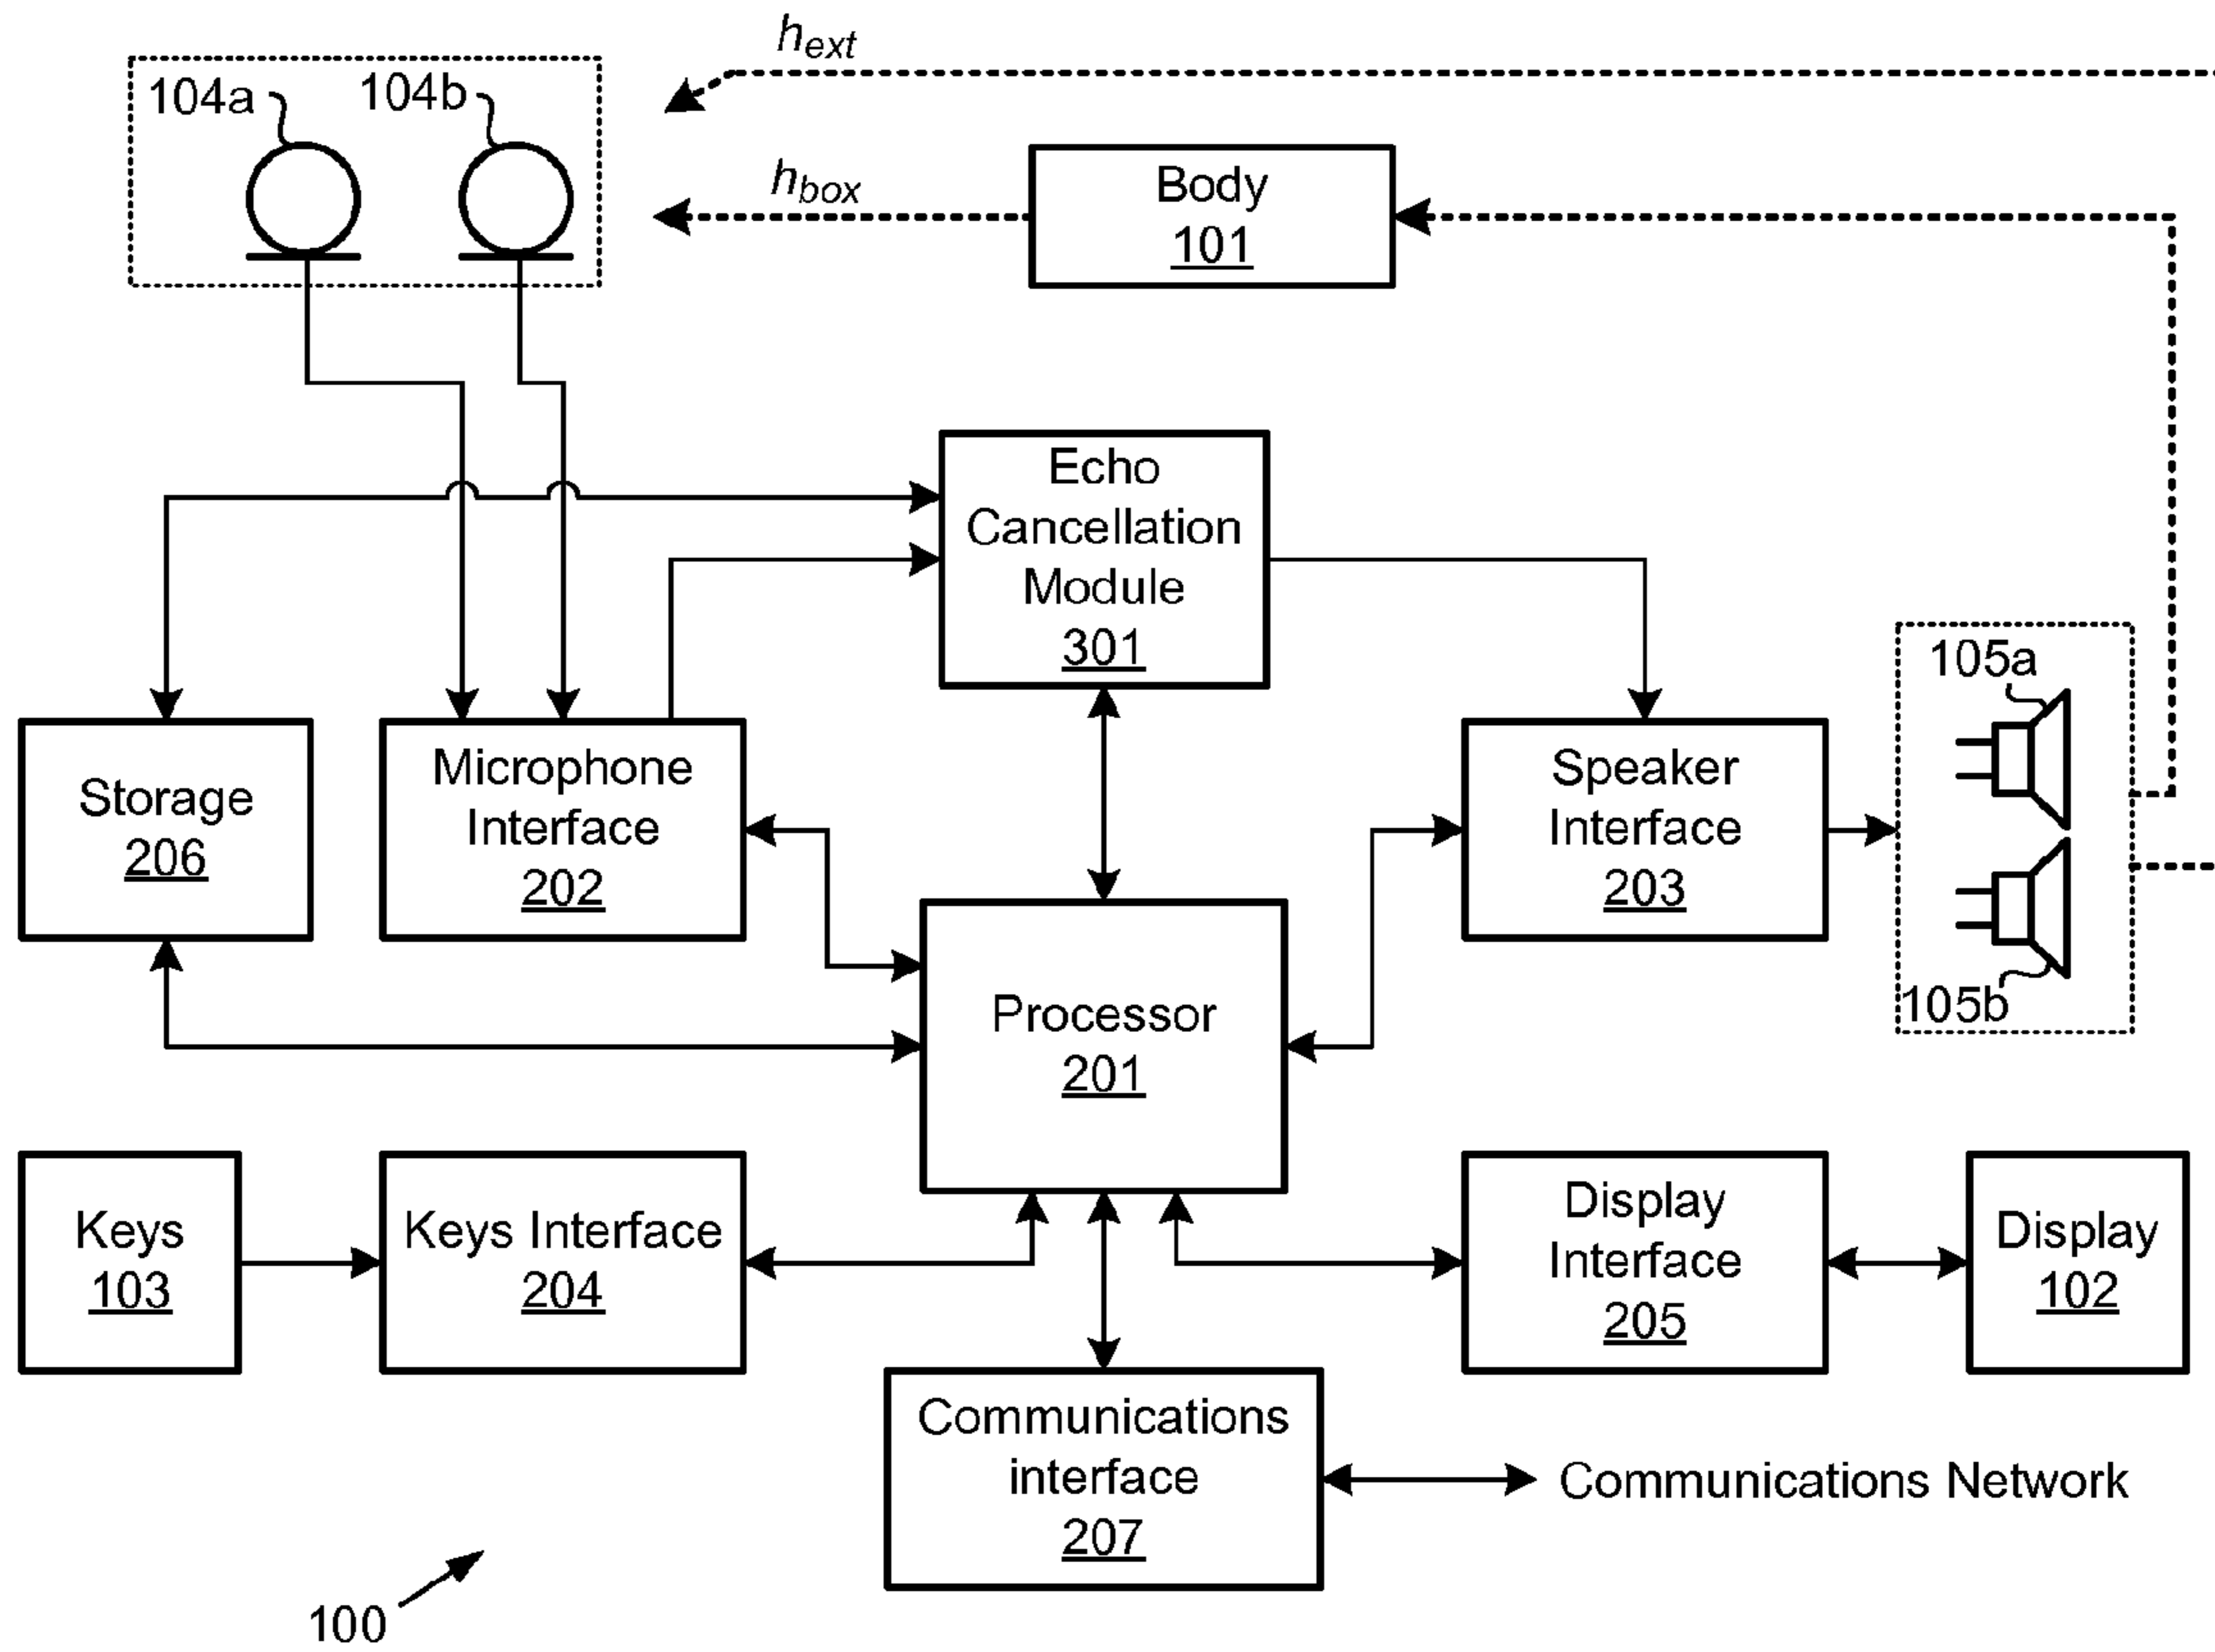 h_ext
104a
104b
h_box
Body
101
Echo
Cancellation
Module
301
105a
Storage
206
Microphone
Interface
202
Speaker
Interface
203
105b
Processor
201
Keys
103
Keys Interface
204
Display
Interface
205
Display
102
Communications
interface
207
Communications Network
100